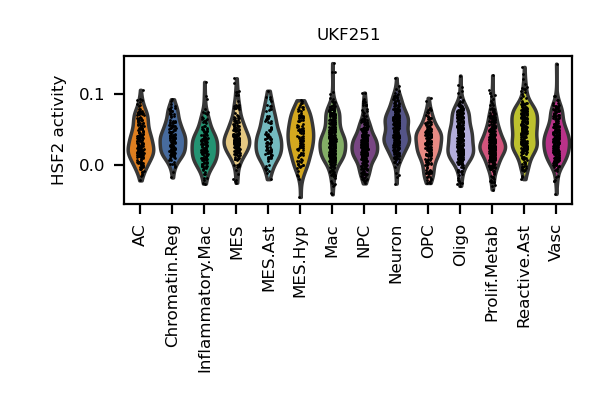 UKF251
HSF2 activity
0.1
0.0
AC
Chromatin.Reg
Inflammatory.Mac
MES
MES.Ast
MES.Hyp
Mac
NPC
Neuron
OPC
Oligo
Prolif.Metab
Reactive.Ast
Vasc